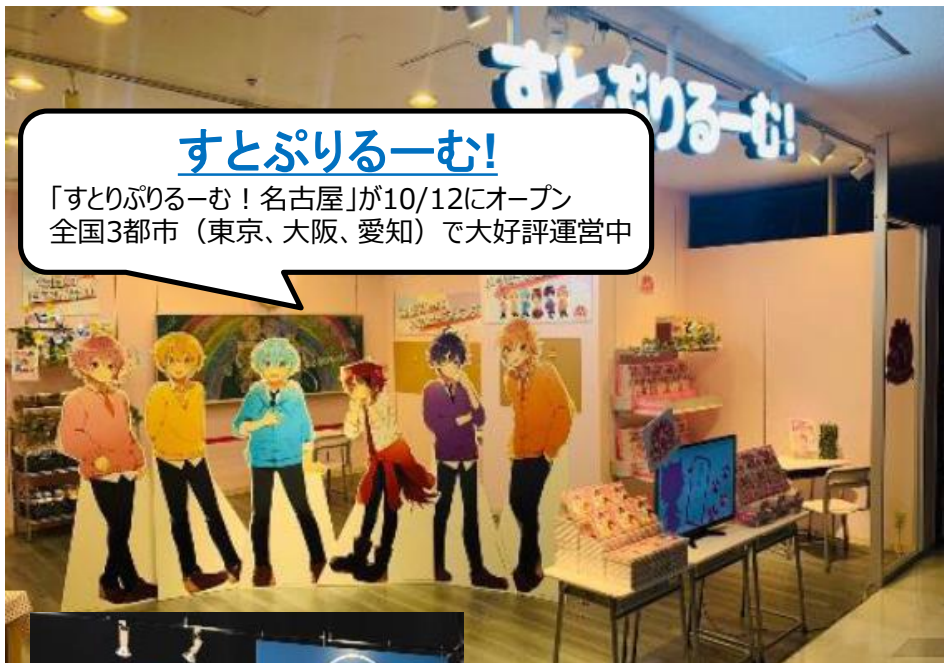 すとぷりるーむ!
すとぷりるーむ!
「すとりぷりるーむ！名古屋」が10/12にオープン
全国3都市（東京、大阪、愛知）で大好評運営中